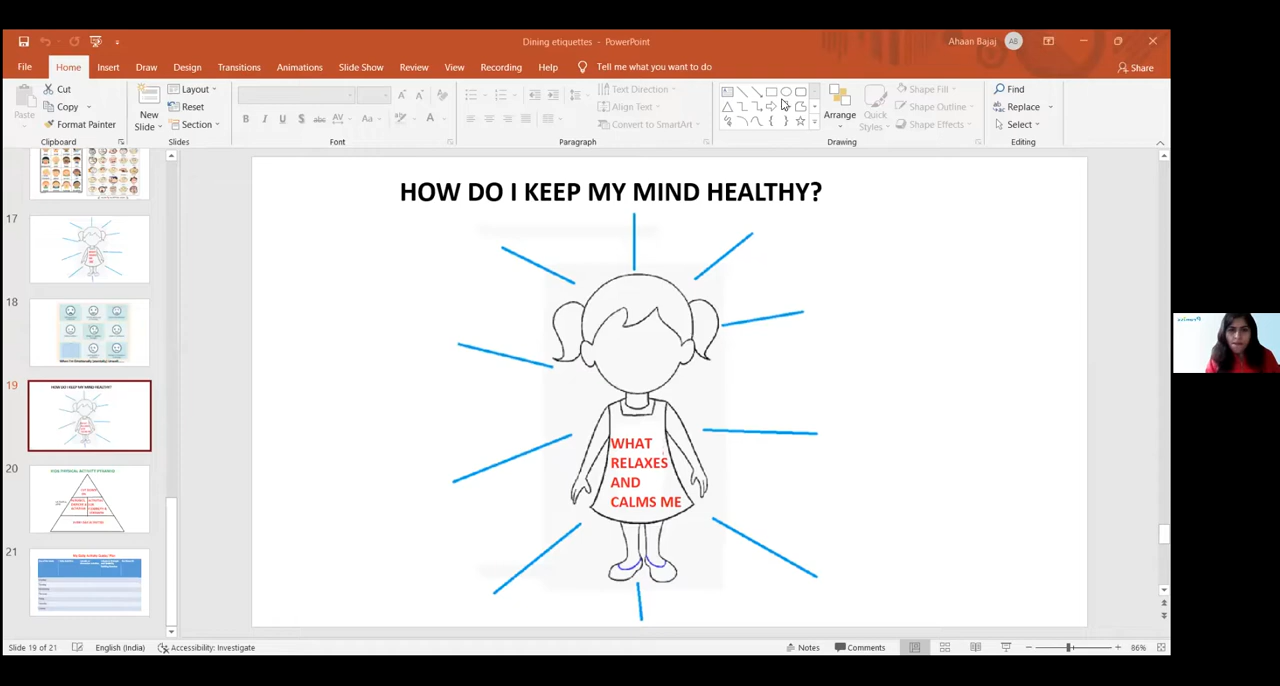 Dining etiquettes - PowerPoint
Ahaan Bajaj
AB
File Home Insert Draw Design Transitions Animations Slide Show Review View Recording Help Tell me what you want to do
Share
Paste
Cut
Copy
Format Painter
Clipboard
New
Slide
Layout
Reset
Section
Slides
Font
Text Direction
Align Text
Convert to SmartArt
Paragraph
Arrange
Quick
Styles
Shape Fill
Shape Outline
Shape Effects
Drawing
Find
Replace
Select
Editing
17
18
19
20
21
HOW DO I KEEP MY MIND HEALTHY?
WHAT
RELAXES
AND
CALMS ME
Slide 19 of 21
English (India)
Accessibility: Investigate
Notes
Comments
86%